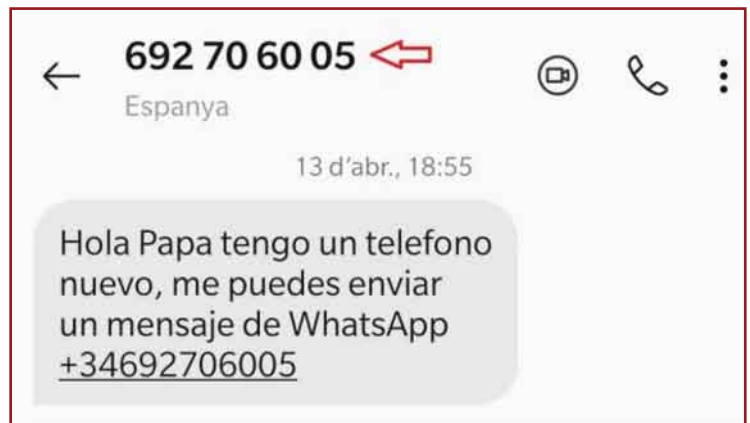 692 70 60 05
Espanya
13 d'abr., 18:55
Hola Papa tengo un telefono
nuevo, me puedes enviar
un mensaje de WhatsApp
+34692706005